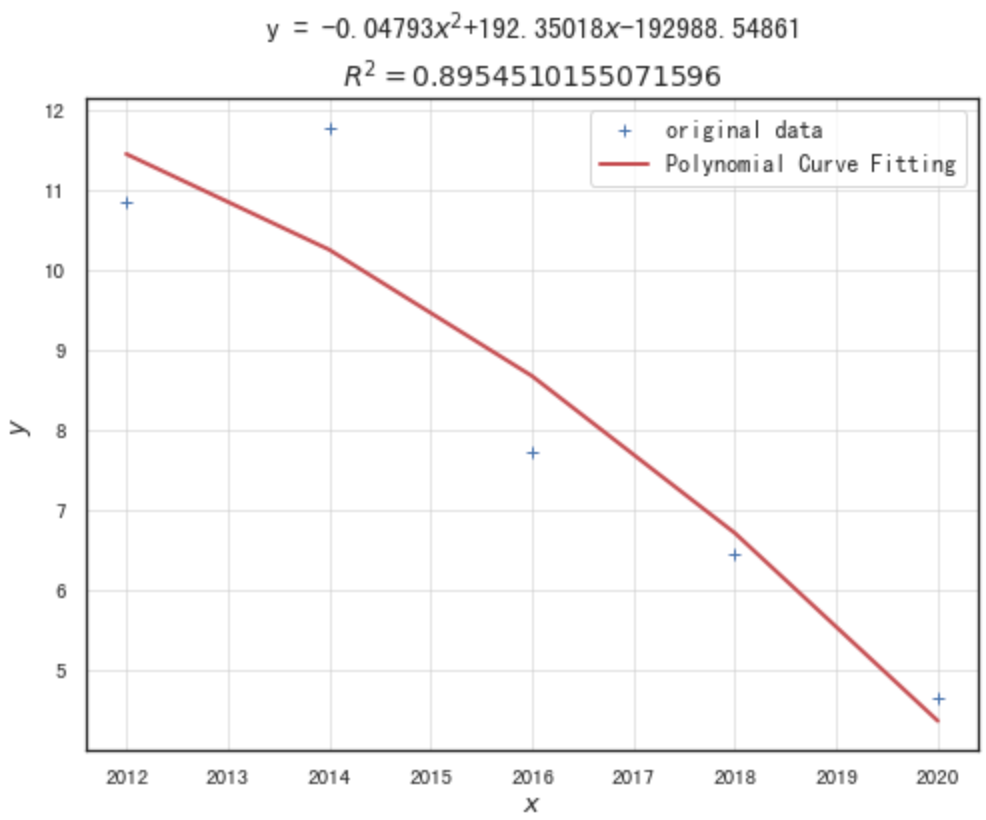 y = −0.04793x²+192.35018x−192988.54861
R² = 0.8954510155071596
12
11
10
9
8
7
6
5
y
original data
Polynomial Curve Fitting
2012 2013 2014 2015 2016 2017 2018 2019 2020
x